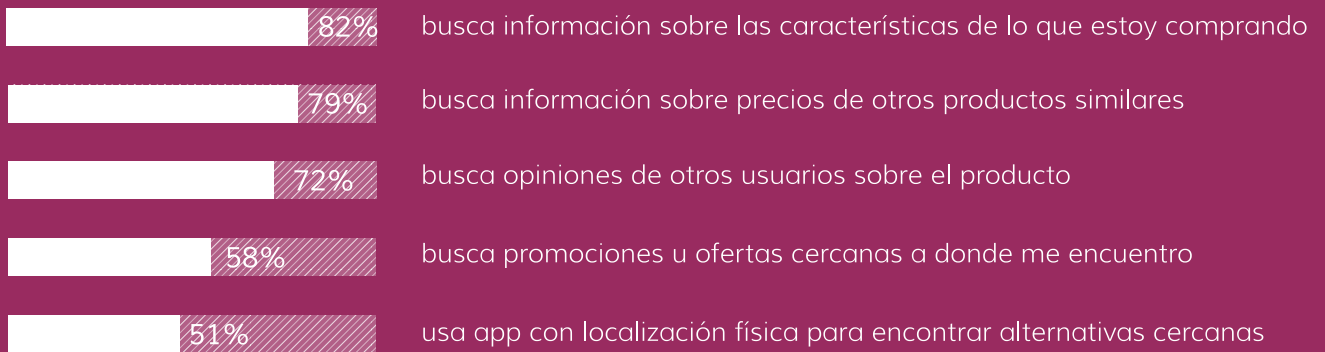 82% busca información sobre las características de lo que estoy comprando
79% busca información sobre precios de otros productos similares
72% busca opiniones de otros usuarios sobre el producto
58% busca promociones u ofertas cercanas a donde me encuentro
51% usa app con localización física para encontrar alternativas cercanas